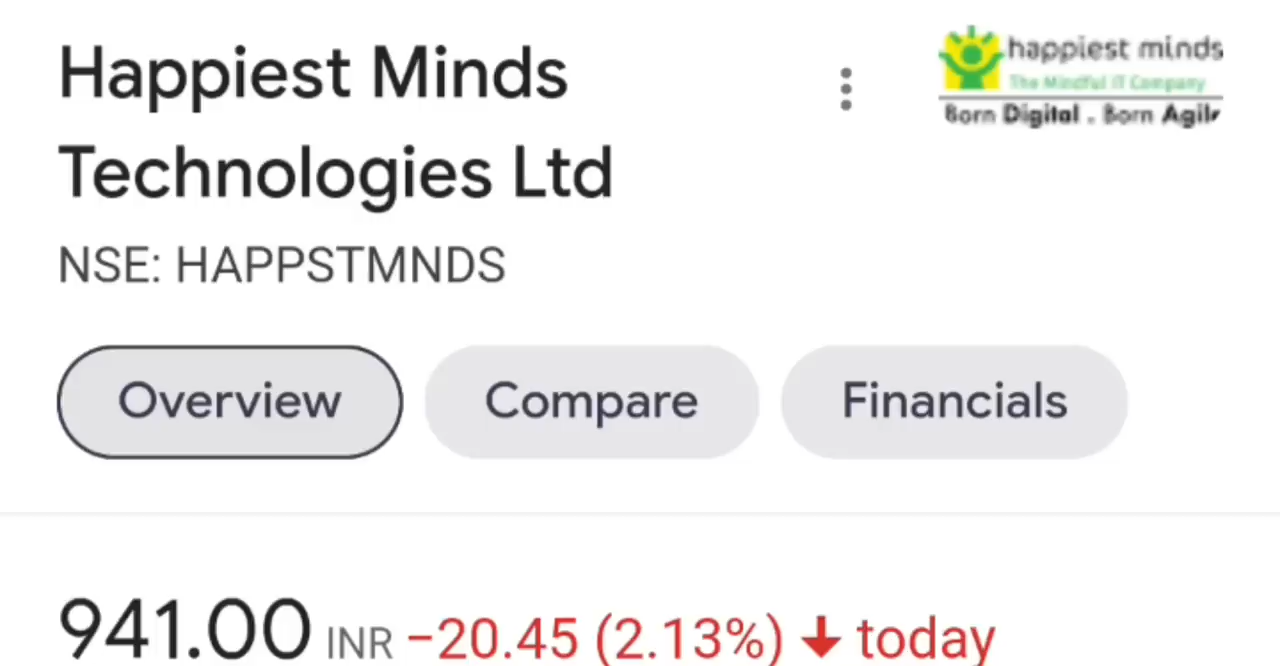 Happiest Minds
Technologies Ltd
NSE: HAPPSTMNDS
happiest minds
The Mindful IT Company
Born Digital . Born Agile
Overview
Compare
Financials
941.00 INR −20.45 (2.13%) ↓ today